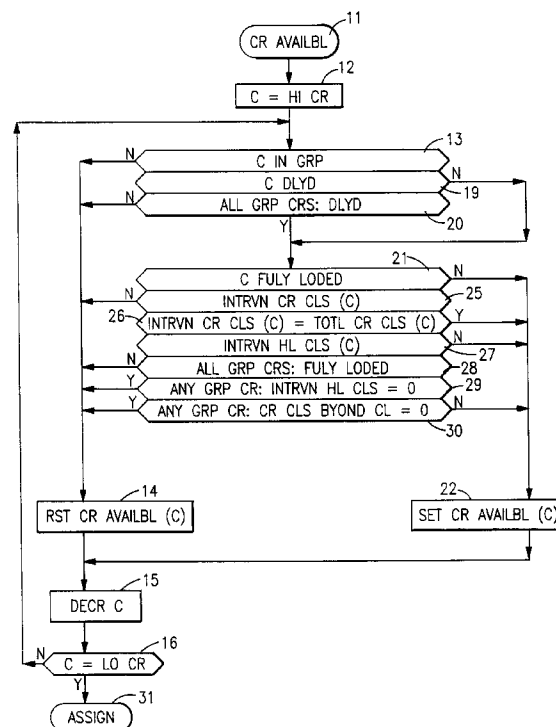 11
CR AVAILBL
12
C = HI CR
13
N C IN GRP
C DLYD N
19
N ALL GRP CRS: DLYD
20
Y
21
C FULY LODED N
N INTRVN CR CLS (C) 25
26 INTRVN CR CLS (C) = TOTL CR CLS (C) Y
INTRVN HL CLS (C) N
27
N ALL GRP CRS: FULY LODED 28
Y ANY GRP CR: INTRVN HL CLS = 0 29
Y ANY GRP CR: CR CLS BYOND CL = 0 N
30
14
RST CR AVAILBL (C)
22
SET CR AVAILBL (C)
15
DECR C
16
N C = LO CR
Y
31
ASSIGN